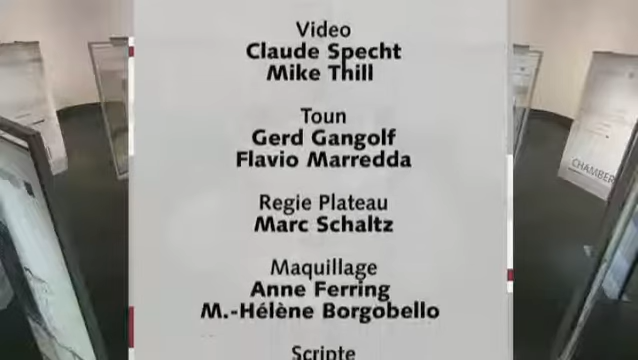 Video
Claude Specht
Mike Thill
Toun
Gerd Gangolf
Flavio Marredda
Regie Plateau
Marc Schaltz
Maquillage
Anne Ferring
M.-Hélène Borgobello
Scripte
CHAMBER